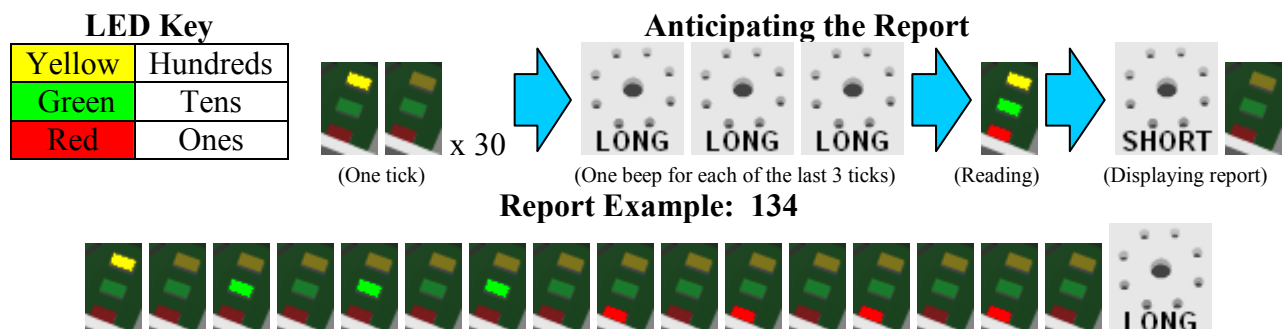 LED Key
Yellow Hundreds
Green Tens
Red Ones
Anticipating the Report
x 30
LONG LONG LONG
SHORT
(One tick)
(One beep for each of the last 3 ticks)
(Reading)
(Displaying report)
Report Example: 134
LONG